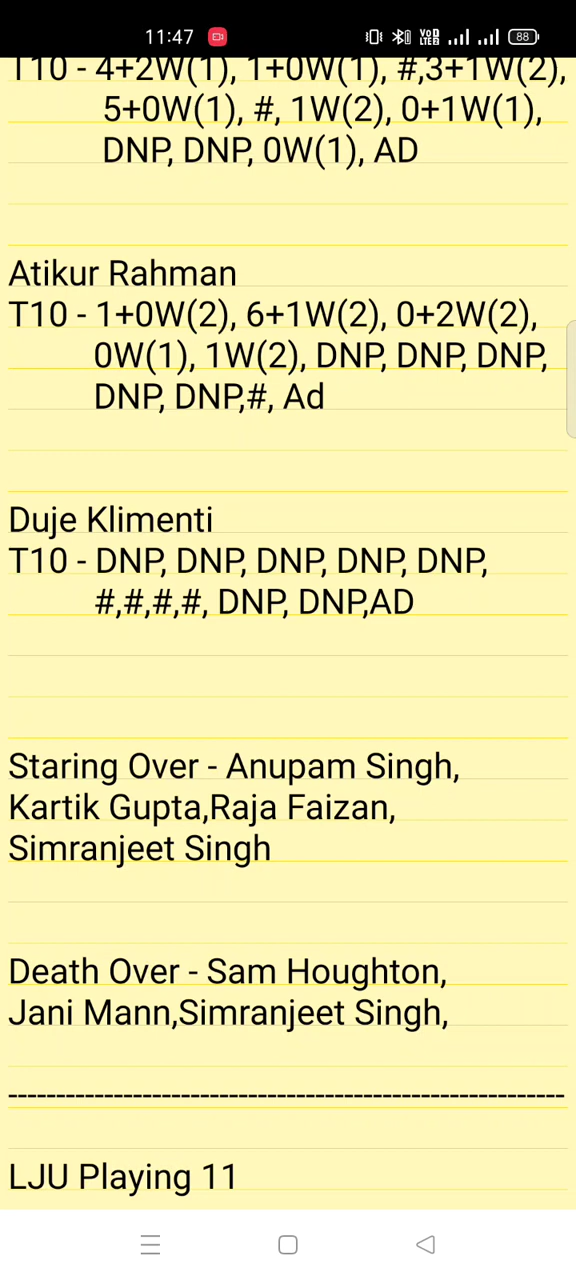 11:47 VoD LTE2 88
T10 - 4+2W(1), 1+0W(1), #,3+1W(2),
5+0W(1), #, 1W(2), 0+1W(1),
DNP, DNP, 0W(1), AD
Atikur Rahman
T10 - 1+0W(2), 6+1W(2), 0+2W(2),
0W(1), 1W(2), DNP, DNP, DNP,
DNP, DNP,#, Ad
Duje Klimenti
T10 - DNP, DNP, DNP, DNP, DNP,
#,#,#,#, DNP, DNP,AD
Staring Over - Anupam Singh,
Kartik Gupta,Raja Faizan,
Simranjeet Singh
Death Over - Sam Houghton,
Jani Mann,Simranjeet Singh,
------------------------------------------------------------
LJU Playing 11